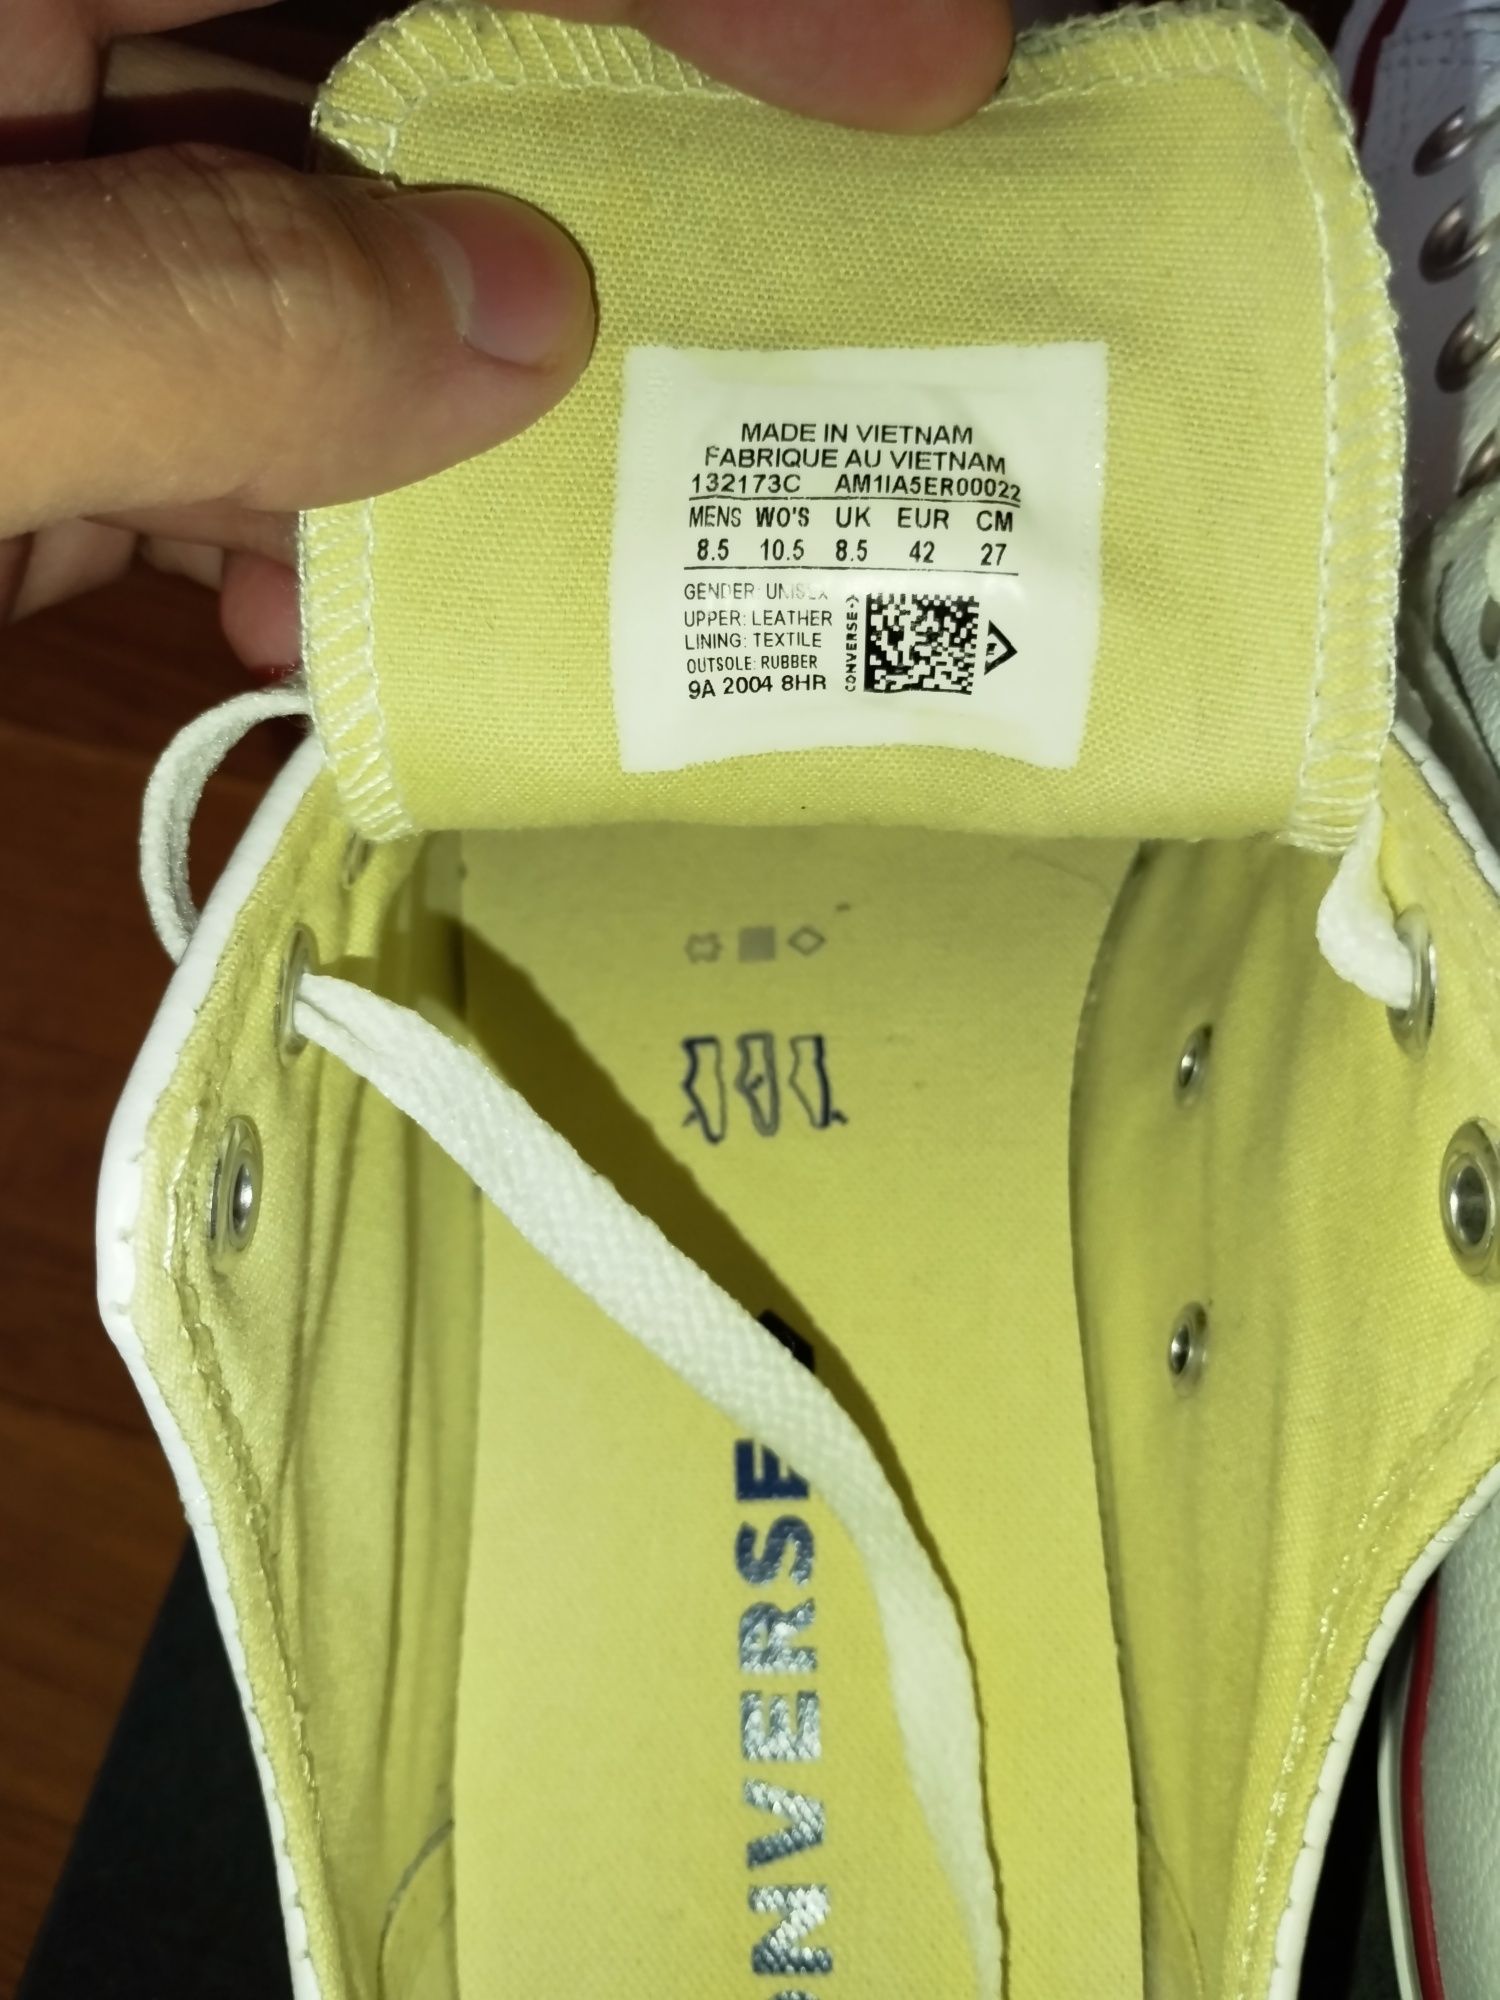 MADE IN VIETNAM
FABRIQUE AU VIETNAM
132173C AM1IA5ER00022
MENS WO'S UK EUR CM
8.5 10.5 8.5 42 27
GENDER: UNISEX
UPPER: LEATHER
LINING: TEXTILE
OUTSOLE: RUBBER
9A 2004 8HR
CONVERSE
ONVERSE